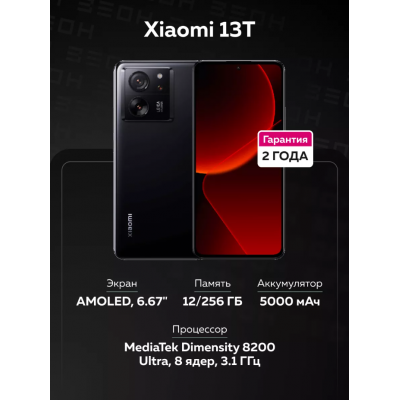 Xiaomi 13T
Гарантия
2 ГОДА
xiaomi
Экран
AMOLED, 6.67"
Память
12/256 ГБ
Аккумулятор
5000 мАч
Процессор
MediaTek Dimensity 8200
Ultra, 8 ядер, 3.1 ГГц